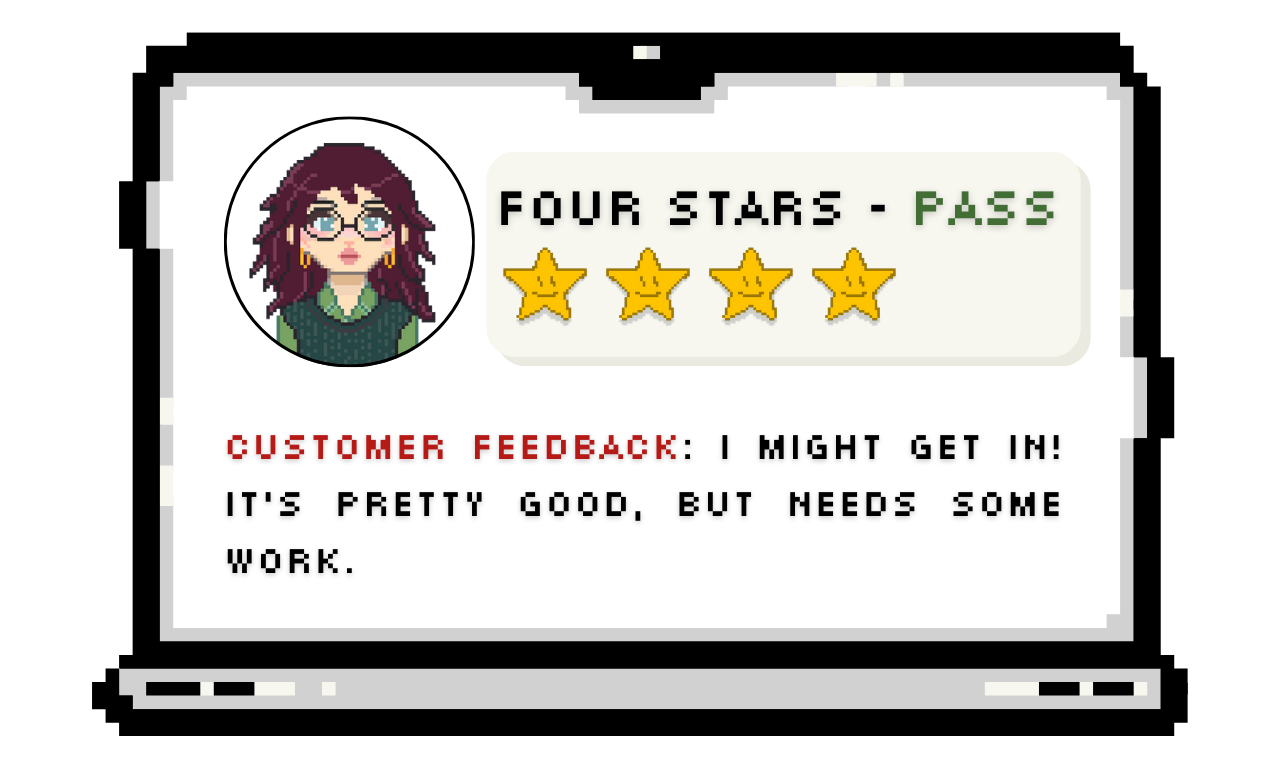 FOUR STARS - PASS
CUSTOMER FEEDBACK: I MIGHT GET IN!
IT'S PRETTY GOOD, BUT NEEDS SOME
WORK.